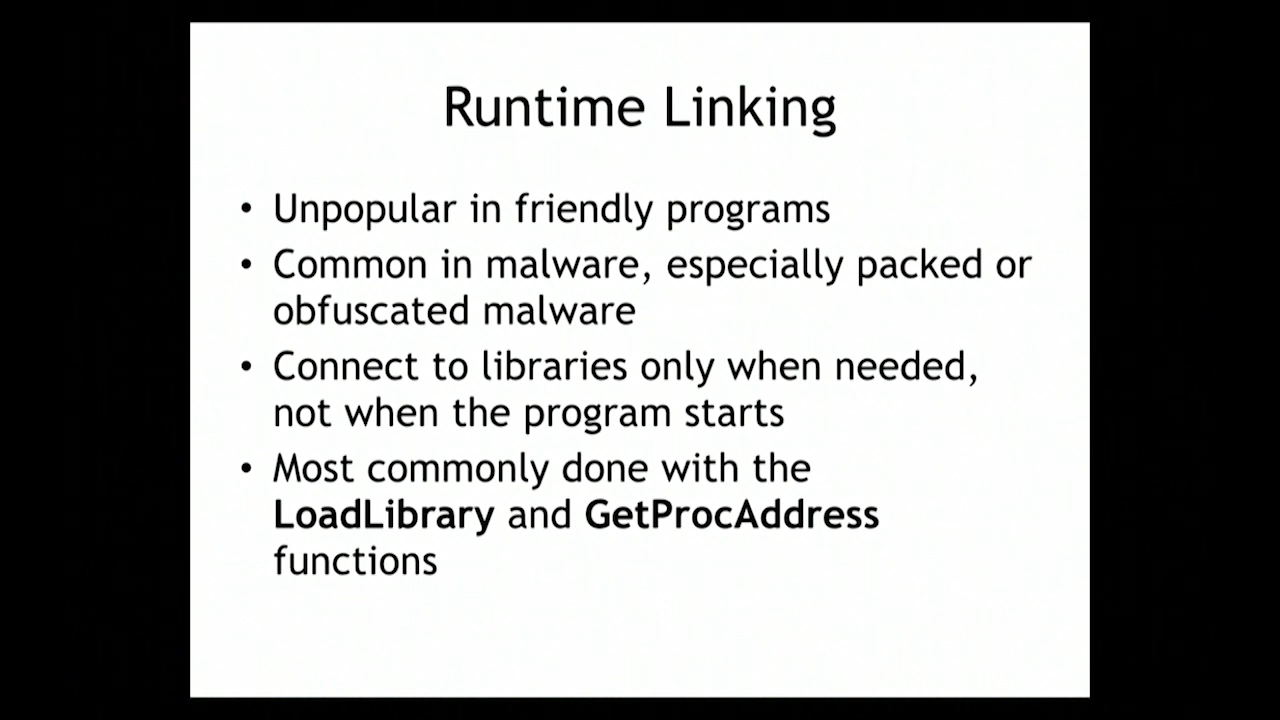 Runtime Linking
• Unpopular in friendly programs
• Common in malware, especially packed or
obfuscated malware
• Connect to libraries only when needed,
not when the program starts
• Most commonly done with the
LoadLibrary and GetProcAddress
functions